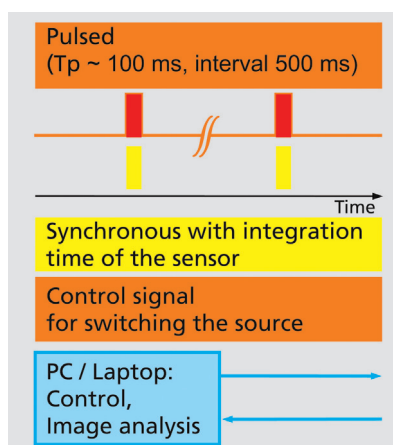 Pulsed
(Tp ~ 100 ms, interval 500 ms)
Time
Synchronous with integration
time of the sensor
Control signal
for switching the source
PC / Laptop:
Control,
Image analysis